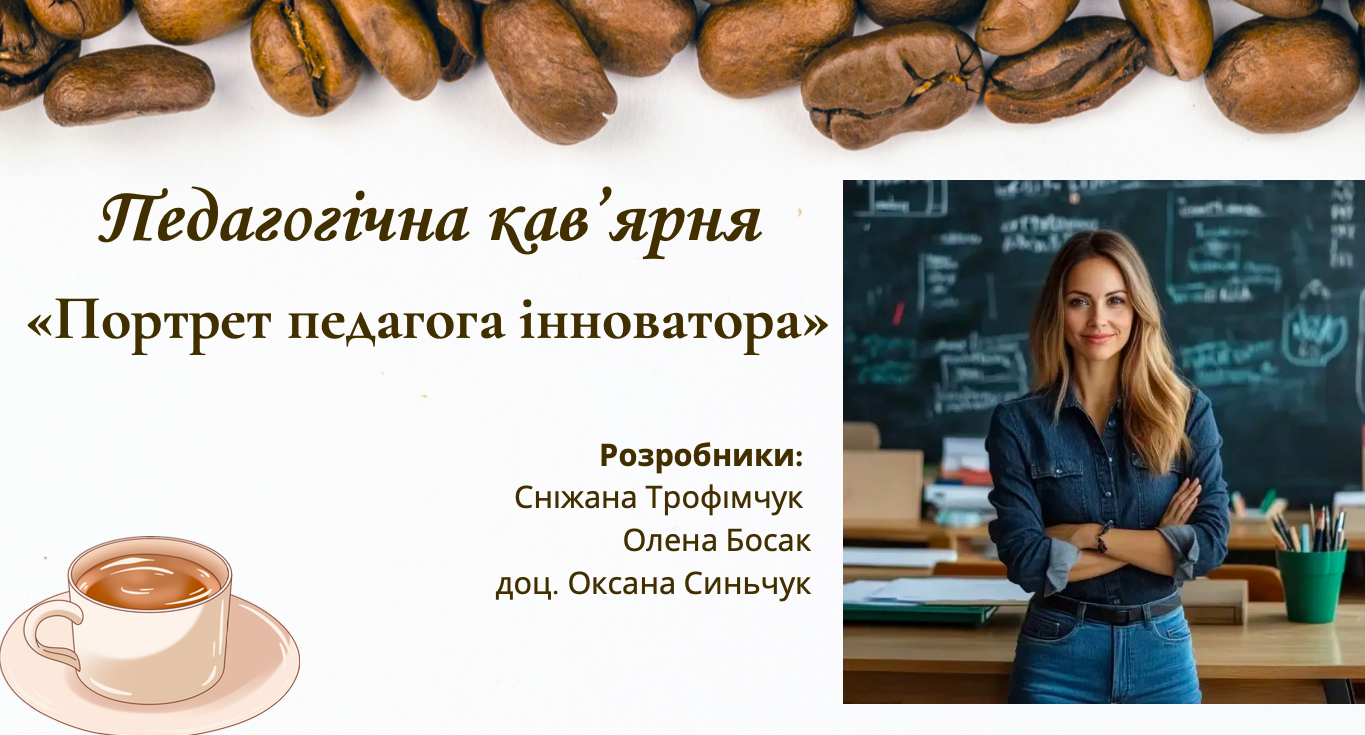 Педагогічна кав’ярня
«Портрет педагога інноватора»
Розробники:
Сніжана Трофімчук
Олена Босак
доц. Оксана Синьчук